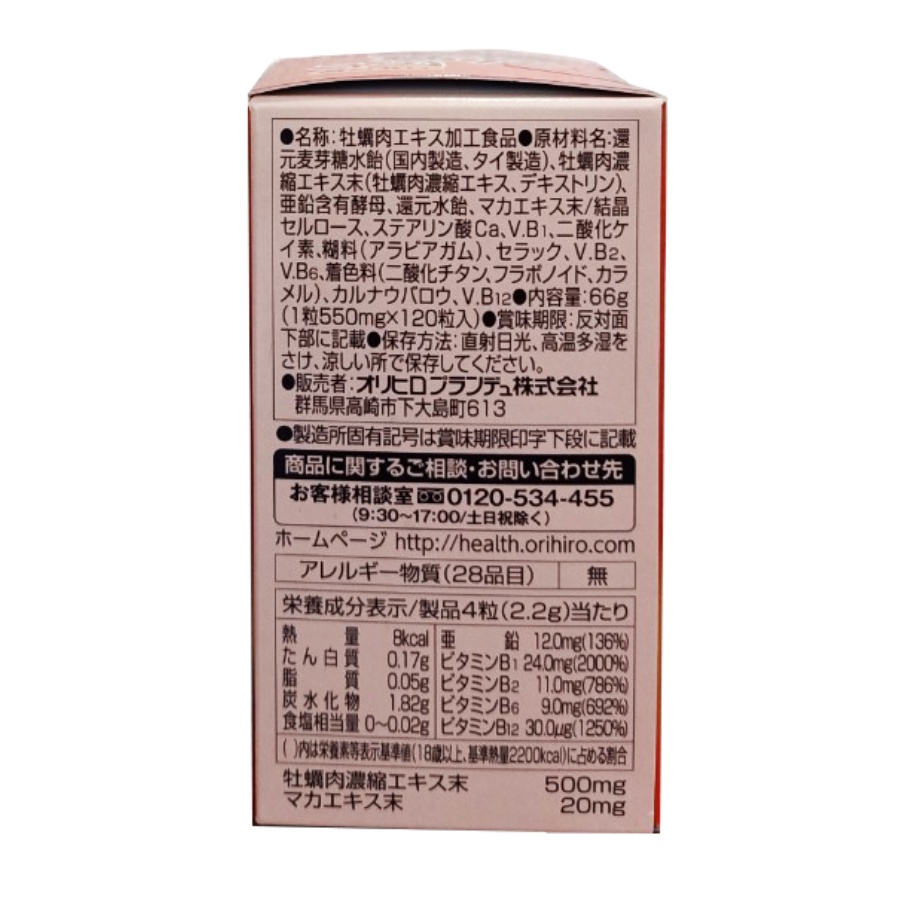 ●名称:牡蠣肉エキス加工食品●原材料名:還
元麦芽糖水飴(国内製造、タイ製造)、牡蠣肉濃
縮エキス末(牡蠣肉濃縮エキス、デキストリン)、
亜鉛含有酵母、還元水飴、マカエキス末/結晶
セルロース、ステアリン酸Ca、V.B1、二酸化ケ
イ素、糊料(アラビアガム)、セラック、V.B2、
V.B6、着色料(二酸化チタン、フラボノイド、カラ
メル)、カルナウバロウ、V.B12●内容量:66g
(1粒550mg×120粒入)●賞味期限:反対面
下部に記載●保存方法:直射日光、高温多湿を
さけ、涼しい所で保存してください。
●販売者:オリヒロプランデュ株式会社
群馬県高崎市下大島町613
●製造所固有記号は賞味期限印字下段に記載
商品に関するご相談・お問い合わせ先
お客様相談室 0120-534-455
(9:30〜17:00/土日祝除く)
ホームページ http://health.orihiro.com
アレルギー物質(28品目) 無
栄養成分表示/製品4粒(2.2g)当たり
熱量 8kcal 亜鉛 12.0mg(136%)
たん白質 0.17g ビタミンB1 24.0mg(2000%)
脂質 0.05g ビタミンB2 11.0mg(786%)
炭水化物 1.82g ビタミンB6 9.0mg(692%)
食塩相当量 0〜0.02g ビタミンB12 30.0μg(1250%)
( )内は栄養素等表示基準値(18歳以上、基準熱量2200kcal)に占める割合
牡蠣肉濃縮エキス末 500mg
マカエキス末 20mg